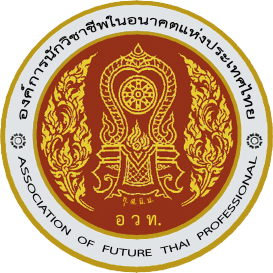 องค์การนักวิชาชีพในอนาคตแห่งประเทศไทย
อ ว ท.
ASSOCIATION OF FUTURE THAI PROFESSIONAL